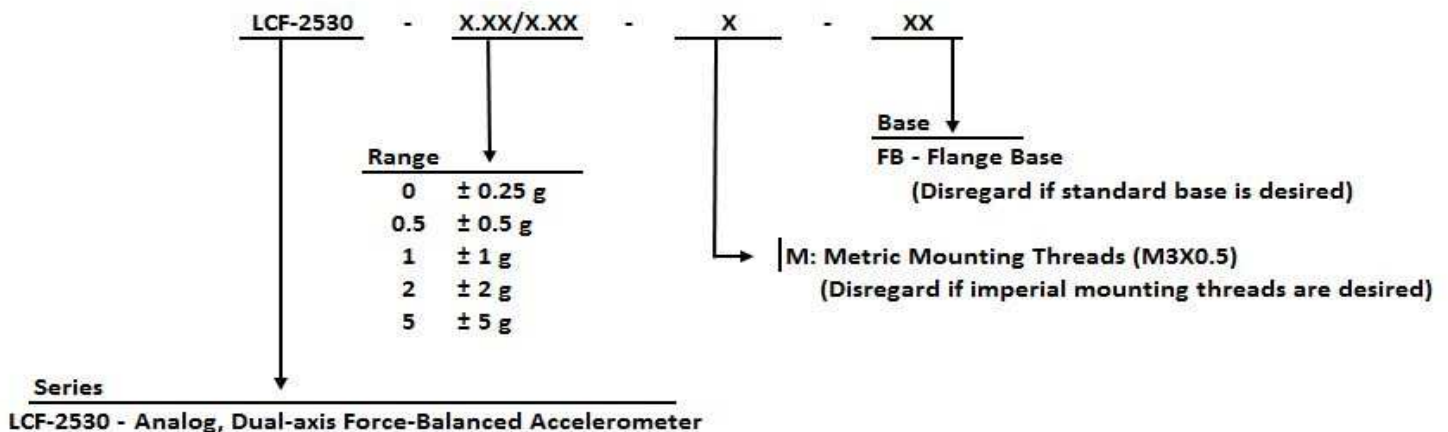 LCF-2530 - X.XX/X.XX - X - XX
Base
FB - Flange Base
(Disregard if standard base is desired)
Range
0 ± 0.25 g
0.5 ± 0.5 g
1 ± 1 g
2 ± 2 g
5 ± 5 g
M: Metric Mounting Threads (M3X0.5)
(Disregard if imperial mounting threads are desired)
Series
LCF-2530 - Analog, Dual-axis Force-Balanced Accelerometer